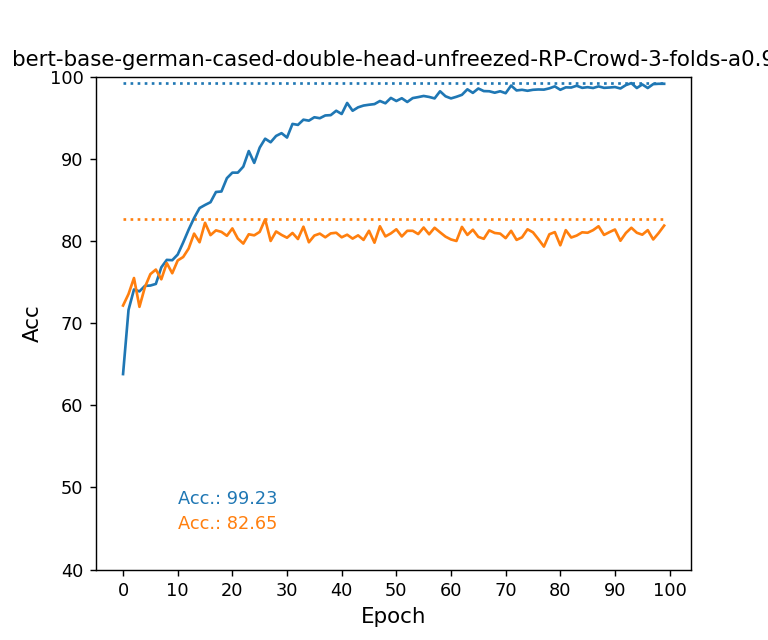 bert-base-german-cased-double-head-unfreezed-RP-Crowd-3-folds-a0.9
100
90
80
70
60
50
40
Acc
Acc.: 99.23
Acc.: 82.65
0 10 20 30 40 50 60 70 80 90 100
Epoch